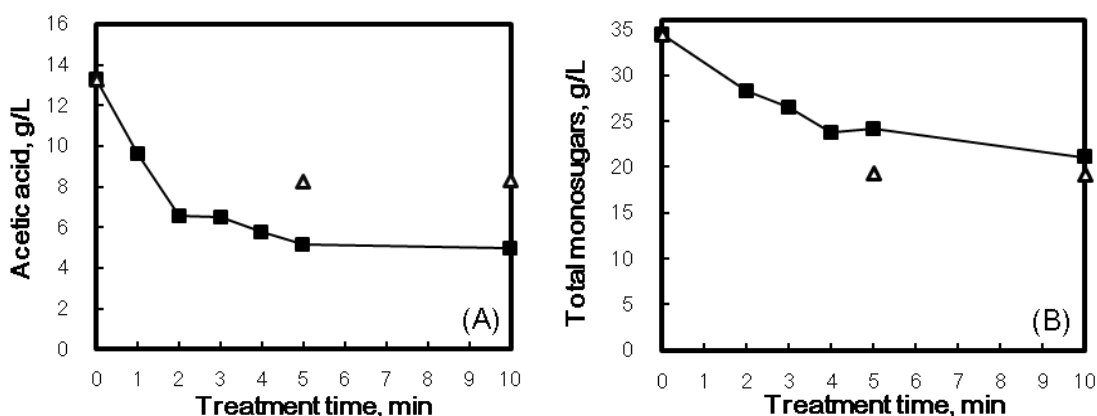 16
14
12
10
8
6
4
2
0
Acetic acid, g/L
(A)
0 1 2 3 4 5 6 7 8 9 10
Treatment time, min
35
30
25
20
15
10
5
0
Total monosugars, g/L
(B)
0 1 2 3 4 5 6 7 8 9 10
Treatment time, min